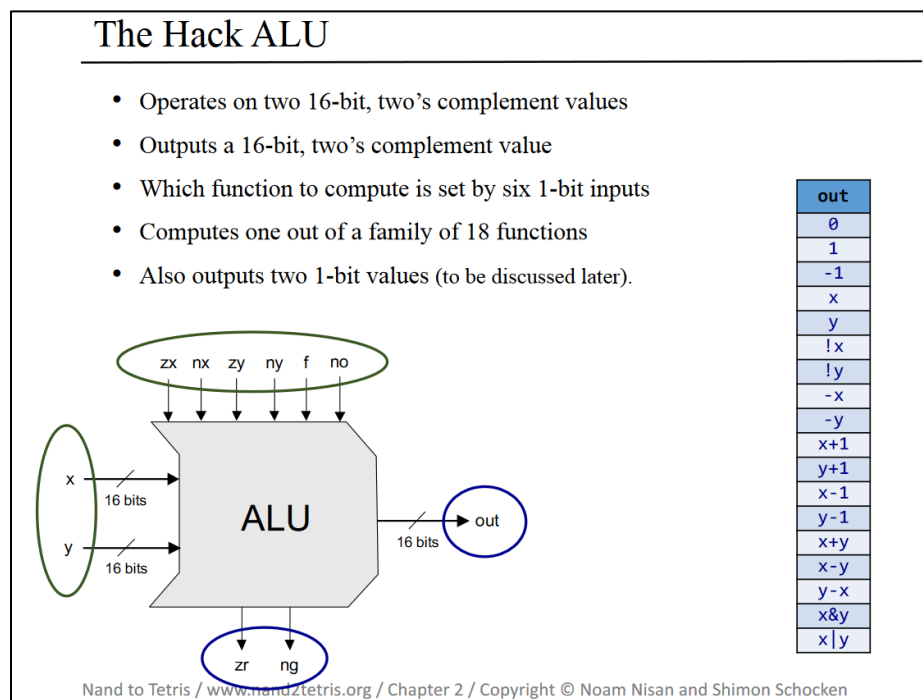 The Hack ALU
• Operates on two 16-bit, two's complement values
• Outputs a 16-bit, two's complement value
• Which function to compute is set by six 1-bit inputs
• Computes one out of a family of 18 functions
• Also outputs two 1-bit values (to be discussed later).
out
0
1
-1
x
y
!x
!y
-x
-y
x+1
y+1
x-1
y-1
x+y
x-y
y-x
x&y
x|y
zx nx zy ny f no
x
16 bits
y
16 bits
ALU
16 bits
out
zr ng
Nand to Tetris / www.nand2tetris.org / Chapter 2 / Copyright © Noam Nisan and Shimon Schocken